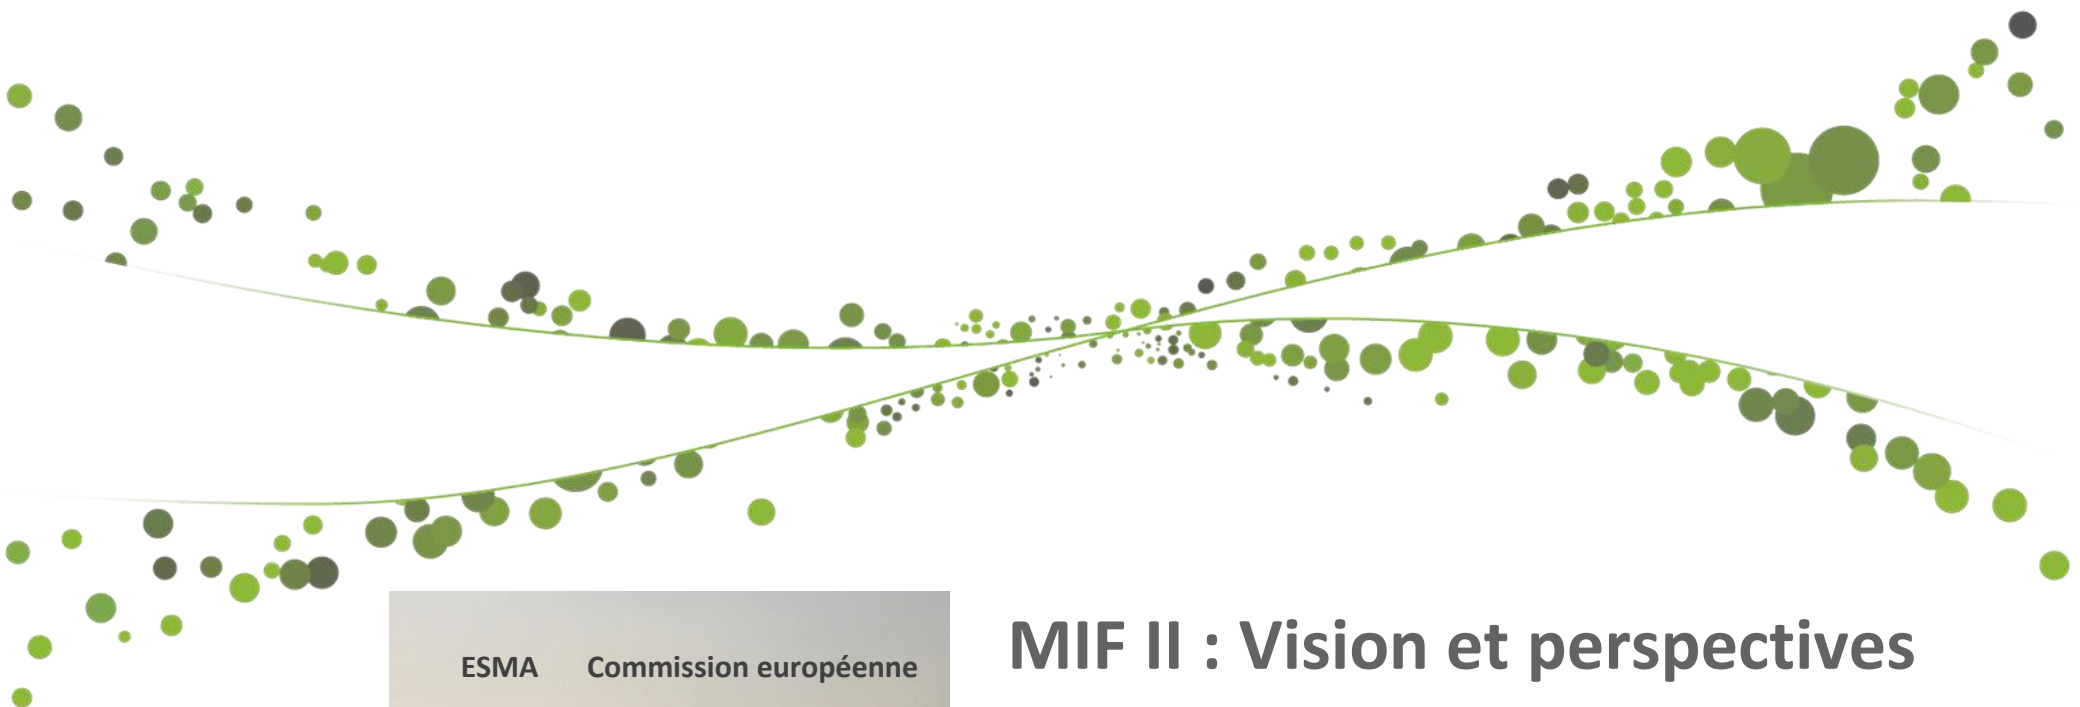 MIF II : Vision et perspectives
ESMA Commission européenne